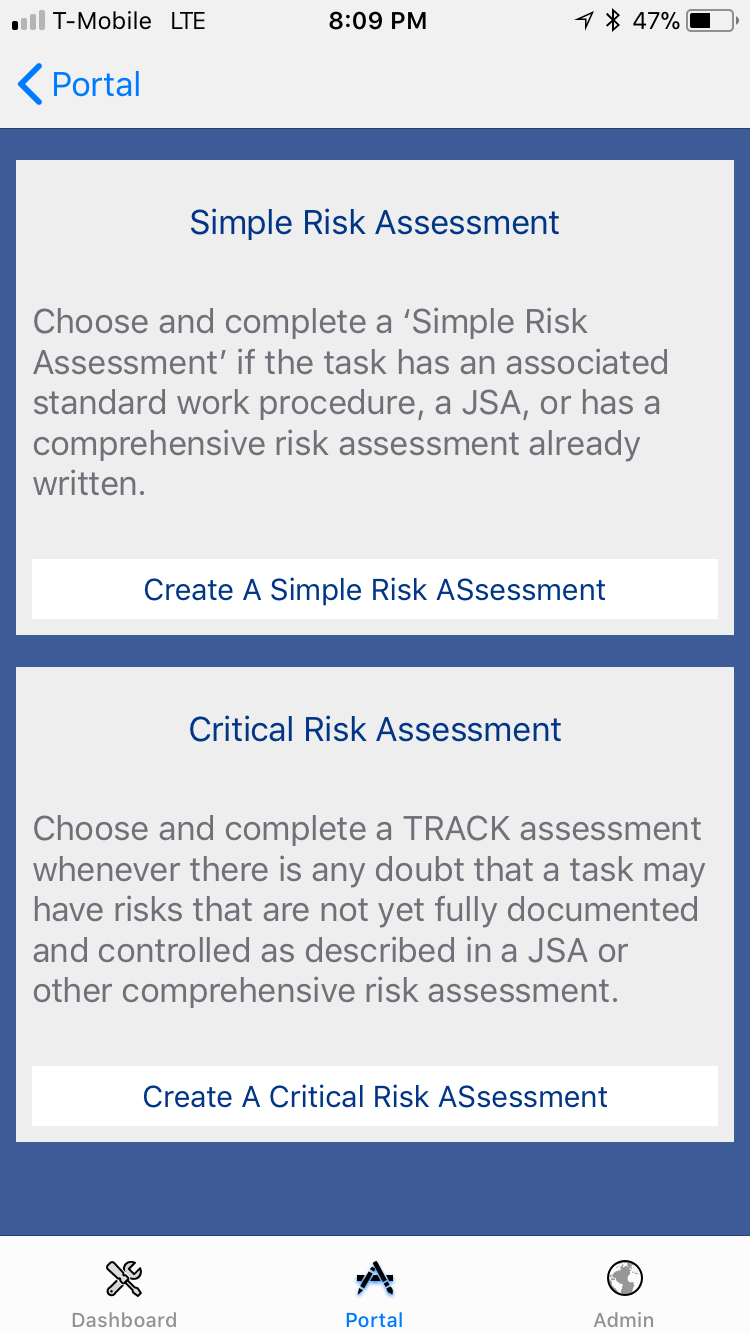 T-Mobile LTE 8:09 PM 47%
Portal
Simple Risk Assessment
Choose and complete a ‘Simple Risk
Assessment’ if the task has an associated
standard work procedure, a JSA, or has a
comprehensive risk assessment already
written.
Create A Simple Risk ASsessment
Critical Risk Assessment
Choose and complete a TRACK assessment
whenever there is any doubt that a task may
have risks that are not yet fully documented
and controlled as described in a JSA or
other comprehensive risk assessment.
Create A Critical Risk ASsessment
Dashboard Portal Admin